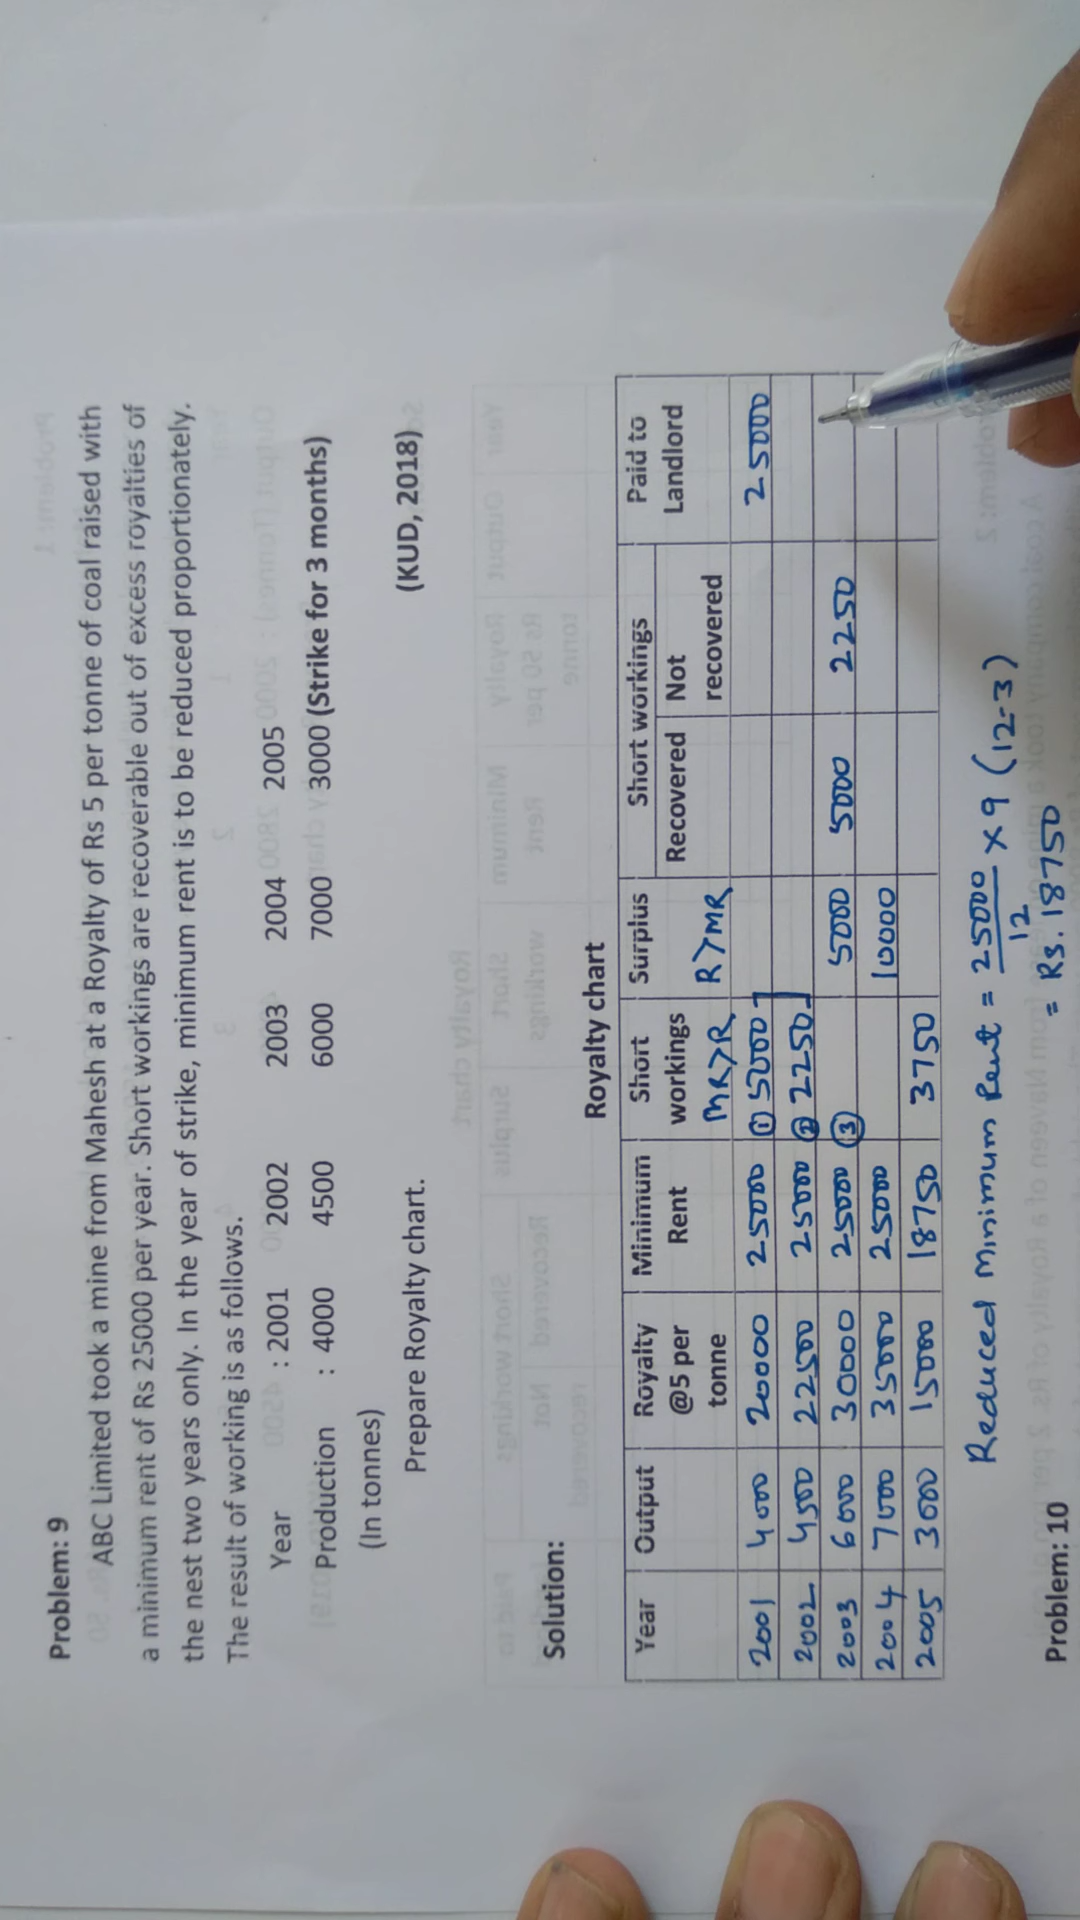 Problem: 9
ABC Limited took a mine from Mahesh at a Royalty of Rs 5 per tonne of coal raised with
a minimum rent of Rs 25000 per year. Short workings are recoverable out of excess royalties of
the nest two years only. In the year of strike, minimum rent is to be reduced proportionately.
The result of working is as follows.
Year : 2001 2002 2003 2004 2005
Production : 4000 4500 6000 7000 3000 (Strike for 3 months)
(In tonnes)
Prepare Royalty chart. (KUD, 2018)
Solution:
Royalty chart
Year Output Royalty @5 per tonne Minimum Rent Short workings Surplus Short workings Paid to Landlord
Recovered Not recovered
MR>R R>MR
2001 4000 20000 25000 ① 5000 25000
2002 4500 22500 25000 ② 2250
2003 6000 30000 25000 ③ 5000 5000 2250
2004 7000 35000 25000 10000
2005 3000 15000 18750 3750
Reduced Minimum Rent = 25000/12 x 9 (12-3)
= Rs. 18750
Problem: 10